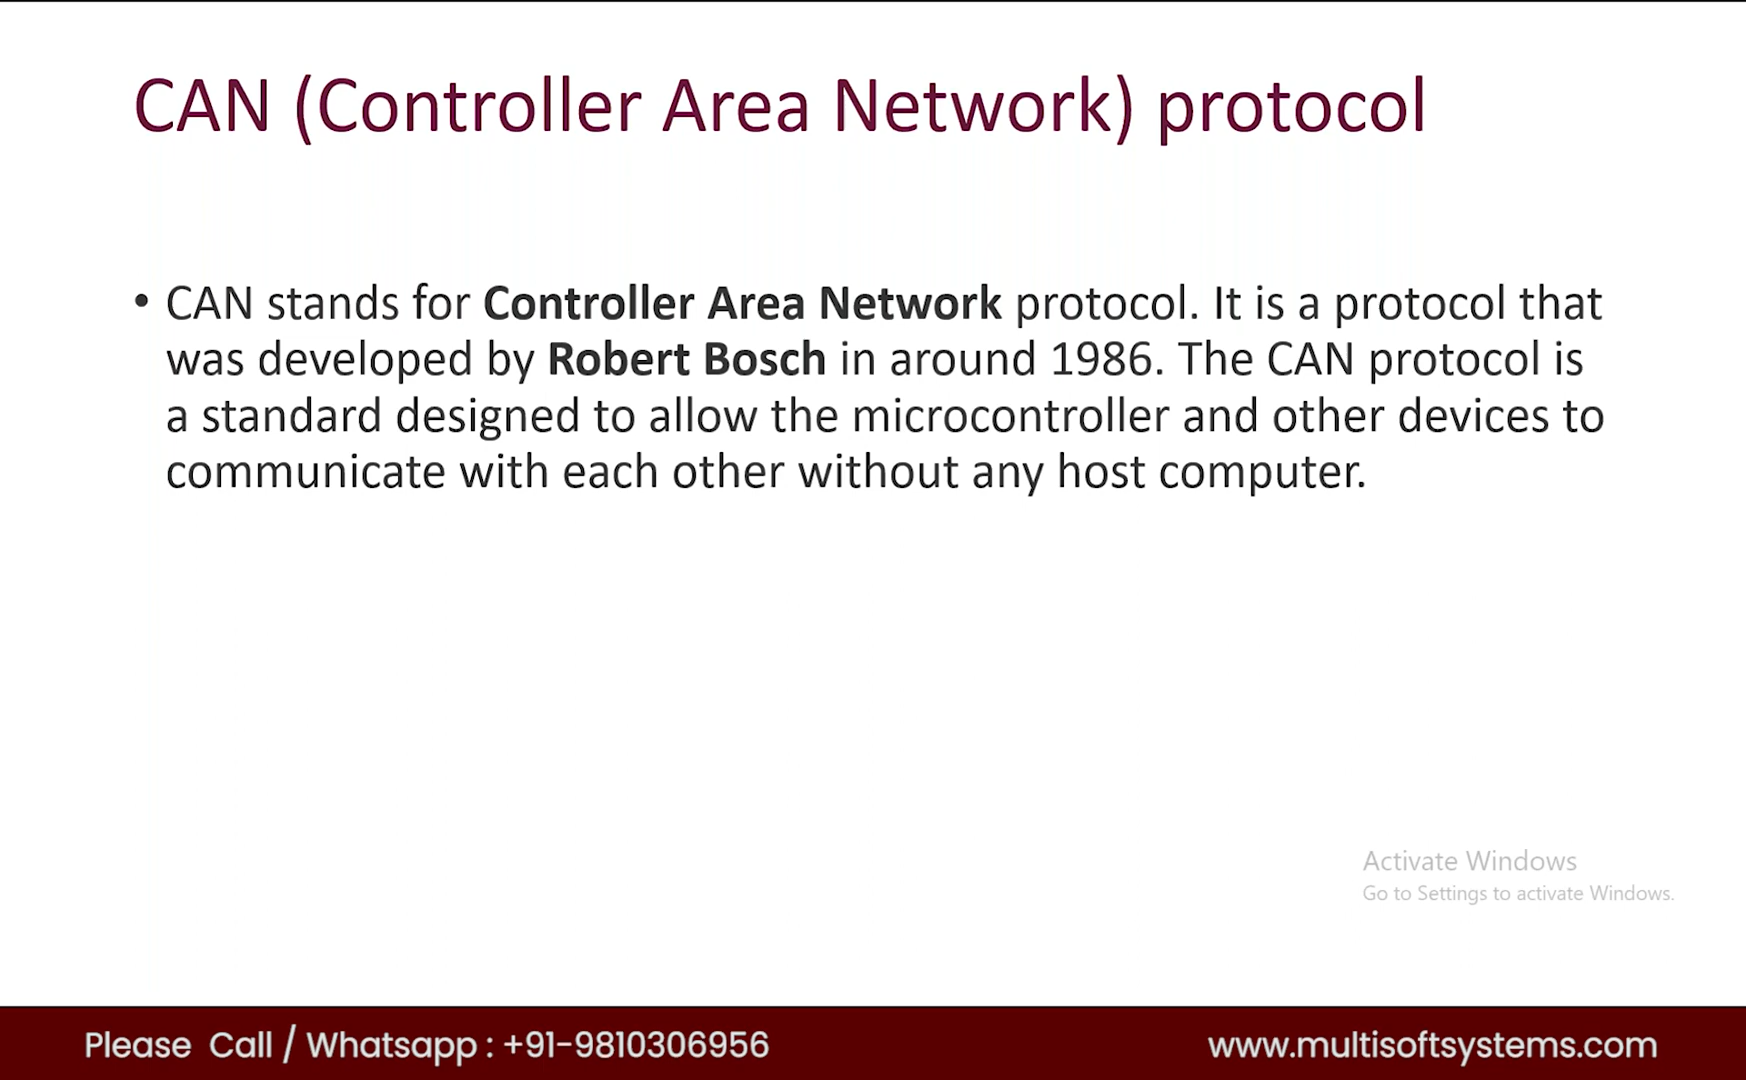 CAN (Controller Area Network) protocol
• CAN stands for Controller Area Network protocol. It is a protocol that
was developed by Robert Bosch in around 1986. The CAN protocol is
a standard designed to allow the microcontroller and other devices to
communicate with each other without any host computer.
Activate Windows
Go to Settings to activate Windows.
Please Call / Whatsapp : +91-9810306956
www.multisoftsystems.com